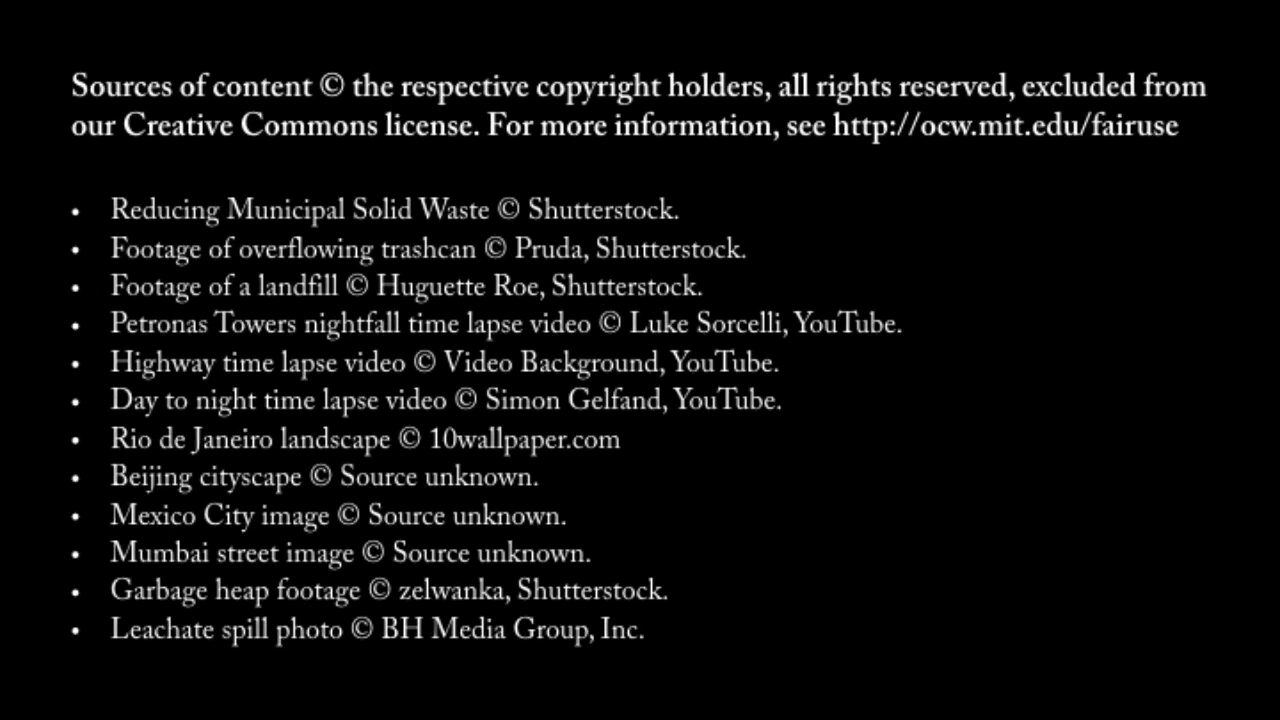 Sources of content © the respective copyright holders, all rights reserved, excluded from
our Creative Commons license. For more information, see http://ocw.mit.edu/fairuse
• Reducing Municipal Solid Waste © Shutterstock.
• Footage of overflowing trashcan © Pruda, Shutterstock.
• Footage of a landfill © Huguette Roe, Shutterstock.
• Petronas Towers nightfall time lapse video © Luke Sorcelli, YouTube.
• Highway time lapse video © Video Background, YouTube.
• Day to night time lapse video © Simon Gelfand, YouTube.
• Rio de Janeiro landscape © 10wallpaper.com
• Beijing cityscape © Source unknown.
• Mexico City image © Source unknown.
• Mumbai street image © Source unknown.
• Garbage heap footage © zelwanka, Shutterstock.
• Leachate spill photo © BH Media Group, Inc.